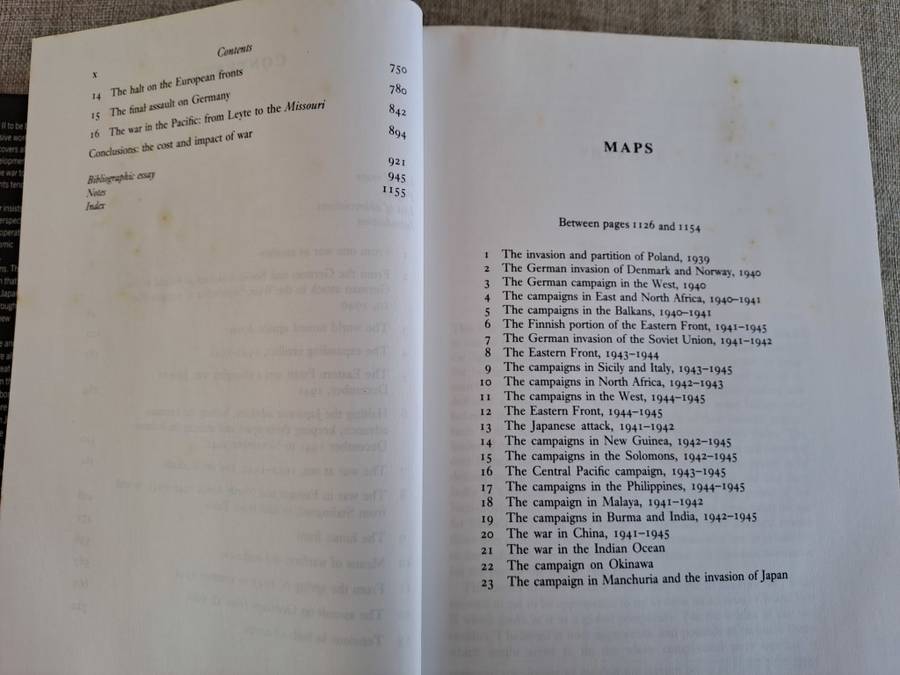 Contents
x
14 The halt on the European fronts 750
15 The final assault on Germany 780
16 The war in the Pacific: from Leyte to the Missouri 842
Conclusions: the cost and impact of war 894
Bibliographic essay 921
Notes 945
Index 1155
MAPS
Between pages 1126 and 1154
1 The invasion and partition of Poland, 1939
2 The German invasion of Denmark and Norway, 1940
3 The German campaign in the West, 1940
4 The campaigns in East and North Africa, 1940–1941
5 The campaigns in the Balkans, 1940–1941
6 The Finnish portion of the Eastern Front, 1941–1945
7 The German invasion of the Soviet Union, 1941–1942
8 The Eastern Front, 1943–1944
9 The campaigns in Sicily and Italy, 1943–1945
10 The campaigns in North Africa, 1942–1943
11 The campaigns in the West, 1944–1945
12 The Eastern Front, 1944–1945
13 The Japanese attack, 1941–1942
14 The campaigns in New Guinea, 1942–1945
15 The campaigns in the Solomons, 1942–1945
16 The Central Pacific campaign, 1943–1945
17 The campaigns in the Philippines, 1944–1945
18 The campaign in Malaya, 1941–1942
19 The campaigns in Burma and India, 1942–1945
20 The war in China, 1941–1945
21 The war in the Indian Ocean
22 The campaign on Okinawa
23 The campaign in Manchuria and the invasion of Japan